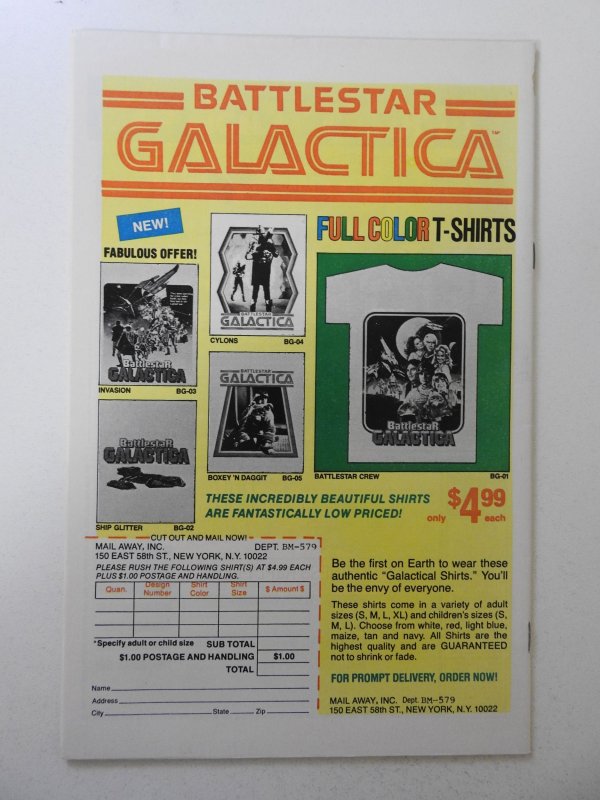 BATTLESTAR
GALACTICA™
NEW!
FABULOUS OFFER!
FULL COLOR T-SHIRTS
BATTLESTAR
GALACTICA
CYLONS BG-04
BattlestaR
GALACTICA
INVASION BG-03
BATTLESTAR
GALACTICA
BOXEY 'N DAGGIT BG-05
BattlestaR
GALACTICA
SHIP GLITTER BG-02
BattlestaR
GALACTICA
BATTLESTAR CREW BG-01
THESE INCREDIBLY BEAUTIFUL SHIRTS
ARE FANTASTICALLY LOW PRICED!
only $4.99 each
CUT OUT AND MAIL NOW!
MAIL AWAY, INC. DEPT. BM-579
150 EAST 58th ST., NEW YORK, N.Y. 10022
PLEASE RUSH THE FOLLOWING SHIRT(S) AT $4.99 EACH
PLUS $1.00 POSTAGE AND HANDLING.
Quan. Design Number Shirt Color Shirt Size $ Amount $
*Specify adult or child size SUB TOTAL
$1.00 POSTAGE AND HANDLING $1.00
TOTAL
Name
Address
City State Zip
Be the first on Earth to wear these
authentic "Galactical Shirts." You'll
be the envy of everyone.
These shirts come in a variety of adult
sizes (S, M, L, XL) and children's sizes (S,
M, L). Choose from white, red, light blue,
maize, tan and navy. All Shirts are the
highest quality and are GUARANTEED
not to shrink or fade.
FOR PROMPT DELIVERY, ORDER NOW!
MAIL AWAY, INC. Dept. BM-579
150 EAST 58th ST., NEW YORK, N.Y. 10022